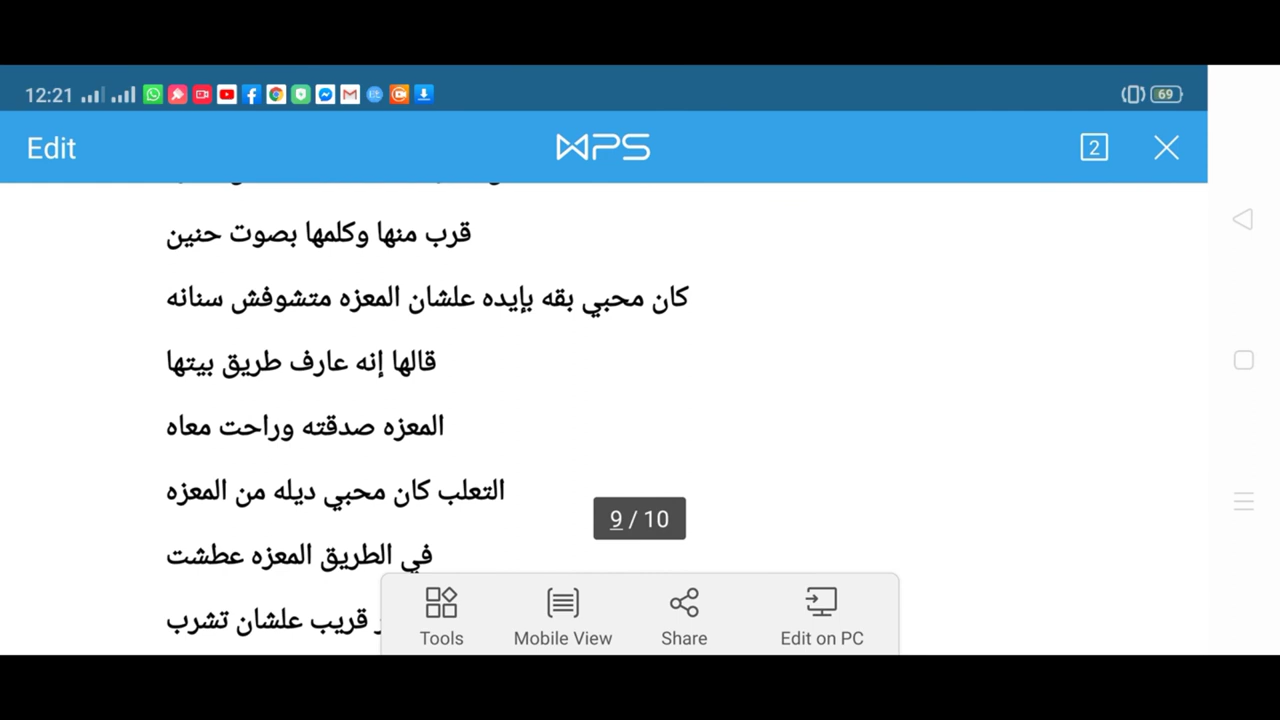 12:21
69
Edit
WPS
2
قرب منها وكلمها بصوت حنين
كان محبي بقه بإيده علشان المعزه متشوفش سنانه
قالها إنه عارف طريق بيتها
المعزه صدقته وراحت معاه
التعلب كان محبي ديله من المعزه
9 / 10
في الطريق المعزه عطشت
قريب علشان تشرب
Tools
Mobile View
Share
Edit on PC